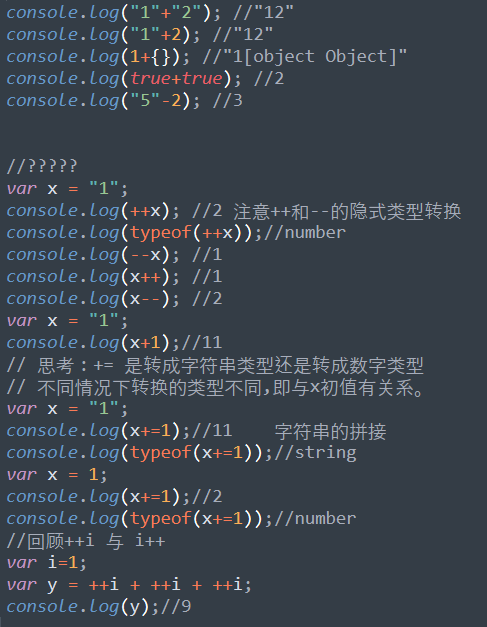 console.log("1"+"2"); //"12"
console.log("1"+2); //"12"
console.log(1+{}); //"1[object Object]"
console.log(true+true); //2
console.log("5"-2); //3
//?????
var x = "1";
console.log(++x); //2 注意++和--的隐式类型转换
console.log(typeof(++x));//number
console.log(--x); //1
console.log(x++); //1
console.log(x--); //2
var x = "1";
console.log(x+1);//11
// 思考：+= 是转成字符串类型还是转成数字类型
// 不同情况下转换的类型不同,即与x初值有关系。
var x = "1";
console.log(x+=1);//11    字符串的拼接
console.log(typeof(x+=1));//string
var x = 1;
console.log(x+=1);//2
console.log(typeof(x+=1));//number
//回顾++i 与 i++
var i=1;
var y = ++i + ++i + ++i;
console.log(y);//9